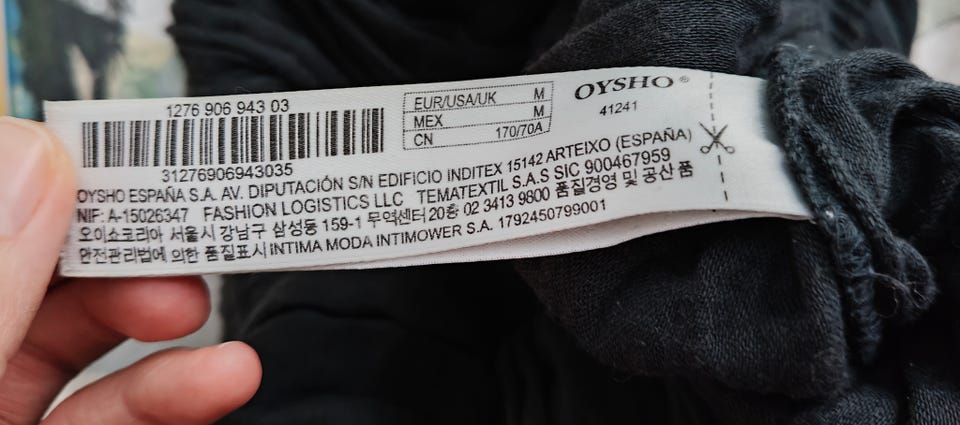 1276 906 943 03
31276906943035
EUR/USA/UK M
MEX M
CN 170/70A
OYSHO®
41241
OYSHO ESPAÑA S.A. AV. DIPUTACIÓN S/N EDIFICIO INDITEX 15142 ARTEIXO (ESPAÑA)
NIF: A-15026347 FASHION LOGISTICS LLC TEMATEXTIL S.A.S SIC 900467959
오이쇼코리아 서울시 강남구 삼성동 159-1 무역센터 20층 02 3413 9800 품질경영 및 공산 품
안전관리법에 의한 품질표시 INTIMA MODA INTIMOWER S.A. 1792450799001